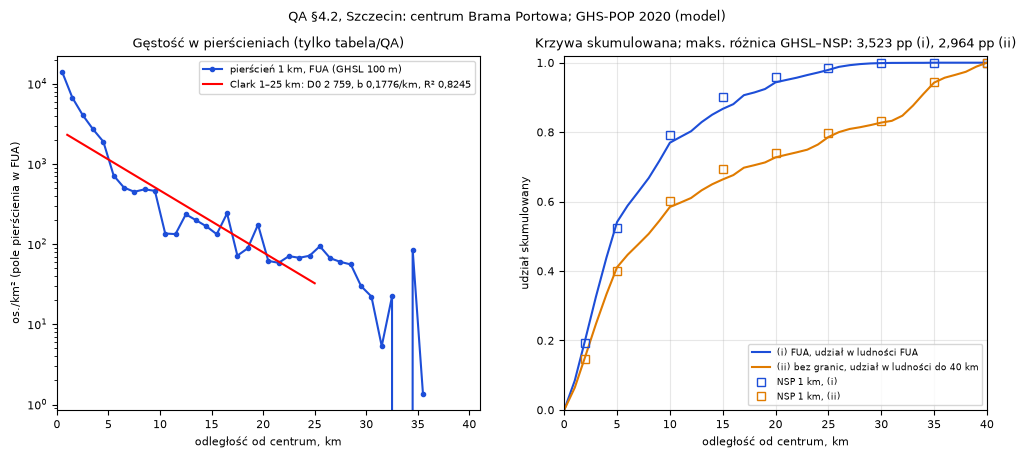 QA §4.2, Szczecin: centrum Brama Portowa; GHS-POP 2020 (model)
Gęstość w pierścieniach (tylko tabela/QA)
os./km² (pole pierścienia w FUA)
10⁴
10³
10²
10¹
10⁰
pierścień 1 km, FUA (GHSL 100 m)
Clark 1–25 km: D0 2 759, b 0,1776/km, R² 0,8245
0 5 10 15 20 25 30 35 40
odległość od centrum, km
Krzywa skumulowana; maks. różnica GHSL–NSP: 3,523 pp (i), 2,964 pp (ii)
udział skumulowany
1.0
0.8
0.6
0.4
0.2
0.0
(i) FUA, udział w ludności FUA
(ii) bez granic, udział w ludności do 40 km
NSP 1 km, (i)
NSP 1 km, (ii)
0 5 10 15 20 25 30 35 40
odległość od centrum, km